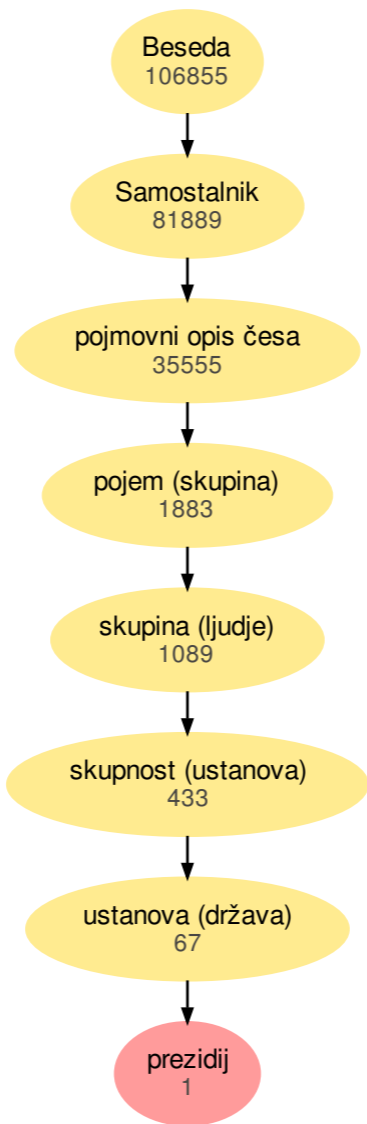 Beseda
106855
Samostalnik
81889
pojmovni opis česa
35555
pojem (skupina)
1883
skupina (ljudje)
1089
skupnost (ustanova)
433
ustanova (država)
67
prezidij
1